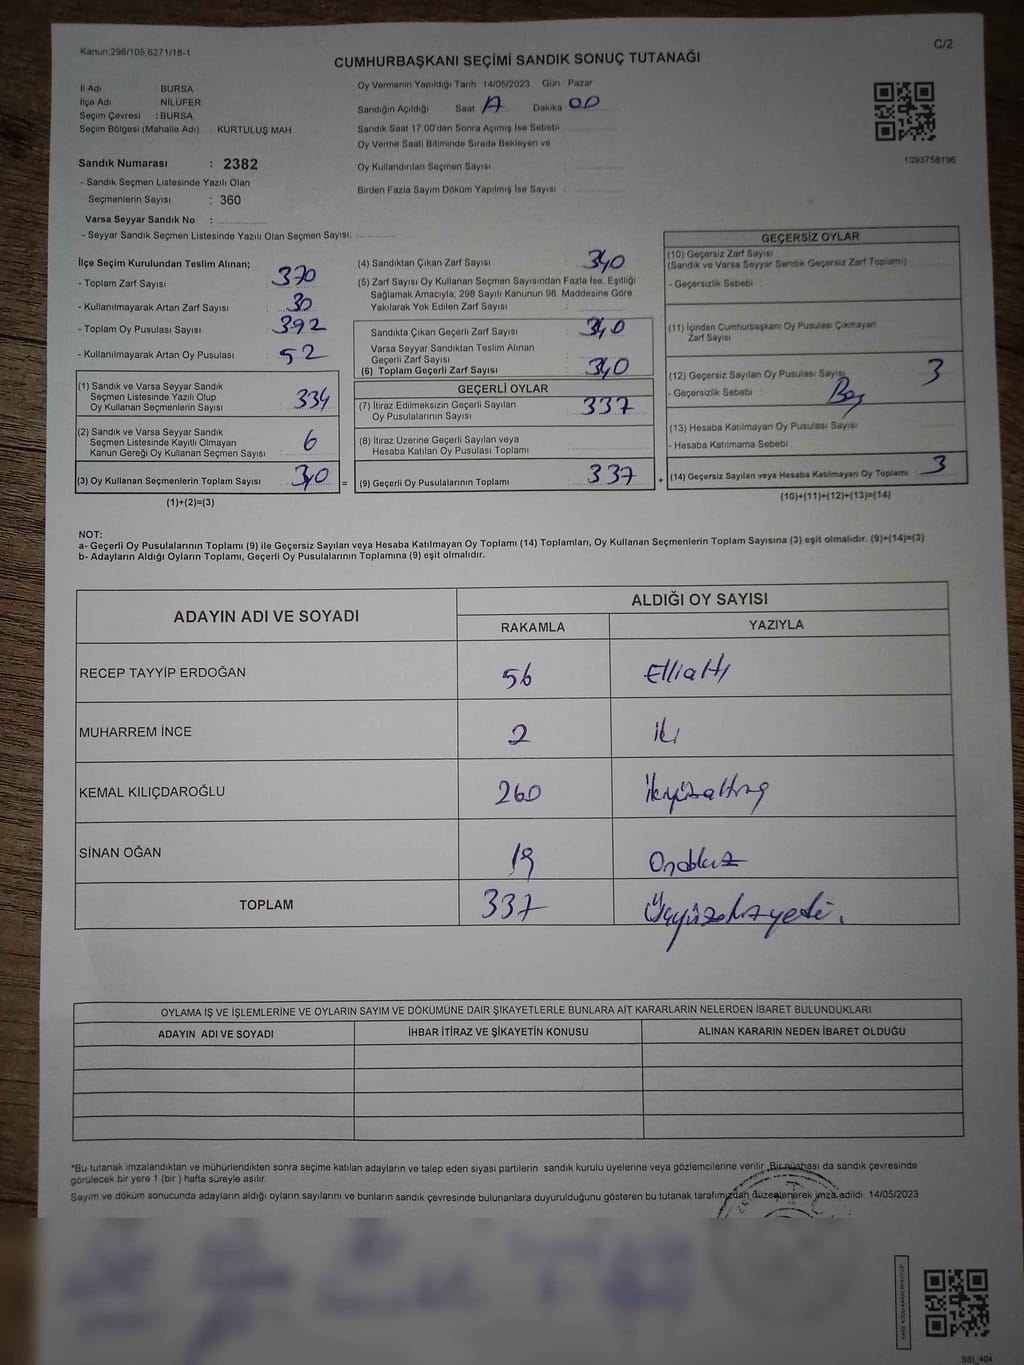 Kanun:298/105,6271/18-1
C/2
CUMHURBAŞKANI SEÇİMİ SANDIK SONUÇ TUTANAĞI
İl Adı : BURSA
İlçe Adı : NİLÜFER
Seçim Çevresi : BURSA
Seçim Bölgesi (Mahalle Adı) : KURTULUŞ MAH
Sandık Numarası : 2382
- Sandık Seçmen Listesinde Yazılı Olan
Seçmenlerin Sayısı : 360
Varsa Seyyar Sandık No :
- Seyyar Sandık Seçmen Listesinde Yazılı Olan Seçmen Sayısı:
Oy Vermenin Yapıldığı Tarih 14/05/2023 Gün : Pazar
Sandığın Açıldığı Saat Dakika 00
Sandık Saat 17:00'den Sonra Açımış İse Sebebi :
Oy Verme Saati Bitiminde Sırada Bekleyen ve
Oy Kullandırılan Seçmen Sayısı :
Birden Fazla Sayım Döküm Yapılmış İse Sayısı :
1093758196
İlçe Seçim Kurulundan Teslim Alınan;
- Toplam Zarf Sayısı : 370
- Kullanılmayarak Artan Zarf Sayısı : 30
- Toplam Oy Pusulası Sayısı : 392
- Kullanılmayarak Artan Oy Pusulası : 52
(1) Sandık ve Varsa Seyyar Sandık
Seçmen Listesinde Yazılı Olup
Oy Kullanan Seçmenlerin Sayısı : 334
(2) Sandık ve Varsa Seyyar Sandık
Seçmen Listesinde Kayıtlı Olmayan
Kanun Gereği Oy Kullanan Seçmen Sayısı : 6
(3) Oy Kullanan Seçmenlerin Toplam Sayısı : 340 =
(1)+(2)=(3)
(4) Sandıktan Çıkan Zarf Sayısı : 340
(5) Zarf Sayısı Oy Kullanan Seçmen Sayısından Fazla İse, Eşitliği
Sağlamak Amacıyla; 298 Sayılı Kanunun 98. Maddesine Göre
Yakılarak Yok Edilen Zarf Sayısı :
Sandıkta Çıkan Geçerli Zarf Sayısı : 340
Varsa Seyyar Sandıktan Teslim Alınan
Geçerli Zarf Sayısı :
(6) Toplam Geçerli Zarf Sayısı : 340
GEÇERLİ OYLAR
(7) İtiraz Edilmeksizin Geçerli Sayılan
Oy Pusulalarının Sayısı : 337
(8) İtiraz Üzerine Geçerli Sayılan veya
Hesaba Katılan Oy Pusulası Toplamı :
(9) Geçerli Oy Pusulalarının Toplamı : 337 +
GEÇERSİZ OYLAR
(10) Geçersiz Zarf Sayısı
(Sandık ve Varsa Seyyar Sandık Geçersiz Zarf Toplamı)
- Geçersizlik Sebebi :
(11) İçinden Cumhurbaşkanı Oy Pusulası Çıkmayan
Zarf Sayısı
(12) Geçersiz Sayılan Oy Pusulası Sayısı 3
- Geçersizlik Sebebi :
(13) Hesaba Katılmayan Oy Pusulası Sayısı
- Hesaba Katılmama Sebebi :
(14) Geçersiz Sayılan veya Hesaba Katılmayan Oy Toplamı 3
(10)+(11)+(12)+(13)=(14)
NOT:
a- Geçerli Oy Pusulalarının Toplamı (9) ile Geçersiz Sayılan veya Hesaba Katılmayan Oy Toplamı (14) Toplamları, Oy Kullanan Seçmenlerin Toplam Sayısına (3) eşit olmalıdır. (9)+(14)=(3)
b- Adayların Aldığı Oyların Toplamı, Geçerli Oy Pusulalarının Toplamına (9) eşit olmalıdır.
ADAYIN ADI VE SOYADI
ALDIĞI OY SAYISI
RAKAMLA YAZIYLA
RECEP TAYYİP ERDOĞAN 56 Elliatı
MUHARREM İNCE 2 iki
KEMAL KILIÇDAROĞLU 260 ikiyüzaltmış
SİNAN OĞAN 19 Ondokuz
TOPLAM 337 Üçyüzotuzyedi.
OYLAMA İŞ VE İŞLEMLERİNE VE OYLARIN SAYIM VE DÖKÜMÜNE DAİR ŞİKAYETLERLE BUNLARA AİT KARARLARIN NELERDEN İBARET BULUNDUKLARI
ADAYIN ADI VE SOYADI İHBAR İTİRAZ VE ŞİKAYETİN KONUSU ALINAN KARARIN NEDEN İBARET OLDUĞU
*Bu tutanak imzalandıktan ve mühürlendikten sonra seçime katılan adayların ve talep eden siyasi partilerin sandık kurulu üyelerine veya gözlemcilerine verilir. Bir nüshası da sandık çevresinde
görülecek bir yere 1 (bir ) hafta süreyle asılır.
Sayım ve döküm sonucunda adayların aldığı oyların sayılarını ve bunların sandık çevresinde bulunanlara duyurulduğunu gösteren bu tutanak tarafımızdan düzenlenerek imza edildi 14/05/2023
SBİ_404